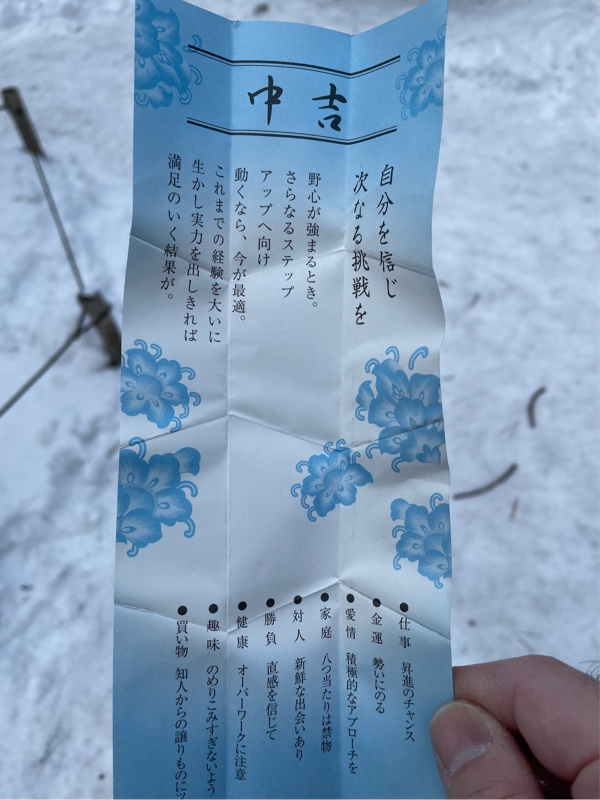 中吉
自分を信じ
次なる挑戦を
野心が強まるとき。
さらなるステップ
アップへ向け
動くなら、今が最適。
これまでの経験を大いに
生かし実力を出しきれば
満足のいく結果が。
●仕事 昇進のチャンス
●金運 勢いにのる
●愛情 積極的なアプローチを
●家庭 八つ当たりは禁物
●対人 新鮮な出会いあり
●勝負 直感を信じて
●健康 オーバーワークに注意
●趣味 のめりこみすぎないよう
●買い物 知人からの譲りものにツ